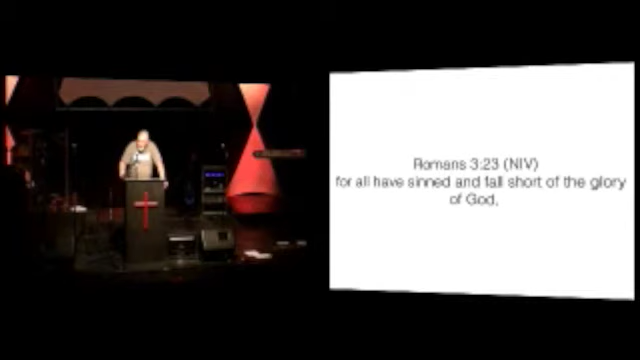 Romans 3:23 (NIV)
for all have sinned and fall short of the glory
of God,